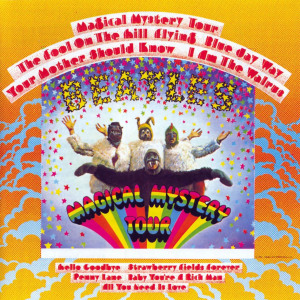 Magical Mystery Tour
The Fool On The Hill Flying Blue Jay Way
Your Mother Should Know I Am The Walrus
BEATLES
MAGICAL MYSTERY
TOUR
Hello Goodbye Strawberry Fields Forever
Penny Lane Baby You're A Rich Man
All You Need Is Love